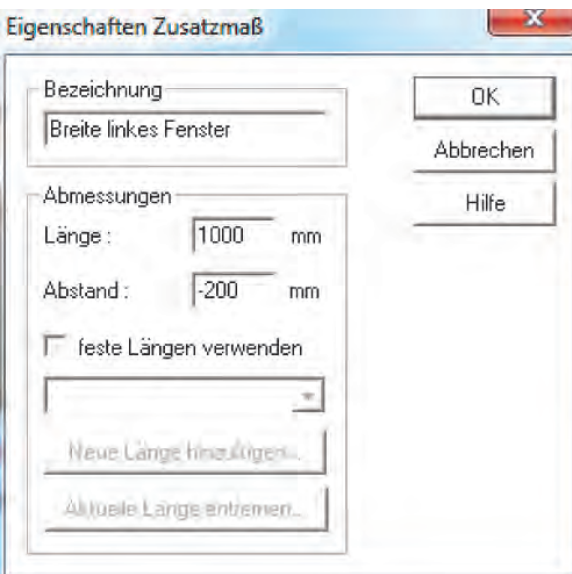 Eigenschaften Zusatzmaß
Bezeichnung
Breite linkes Fenster
OK
Abbrechen
Hilfe
Abmessungen
Länge : 1000 mm
Abstand : -200 mm
feste Längen verwenden
Neue Länge hinzufügen...
Aktuelle Länge entfernen...